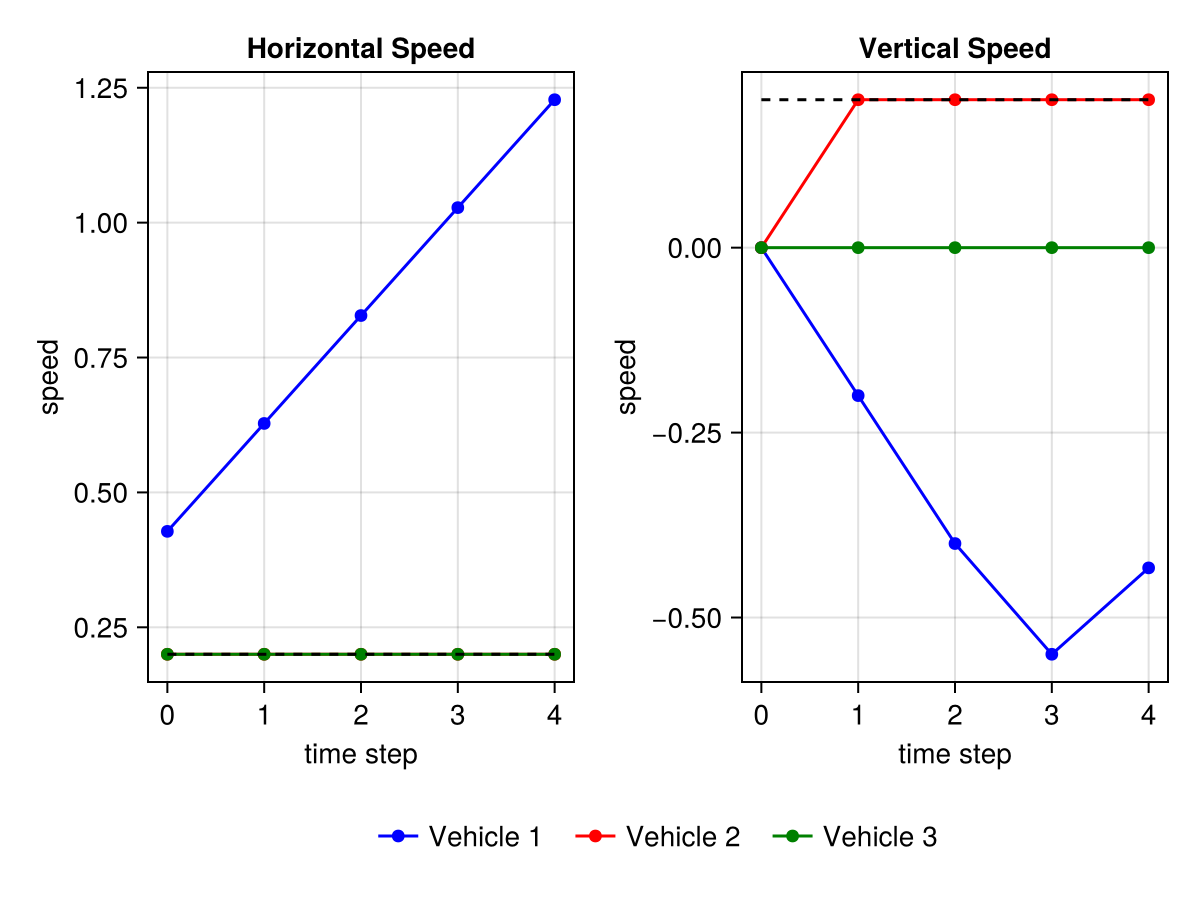 Horizontal Speed
1.25
1.00
0.75
0.50
0.25
speed
0 1 2 3 4
time step
Vertical Speed
0.00
−0.25
−0.50
speed
0 1 2 3 4
time step
Vehicle 1 Vehicle 2 Vehicle 3